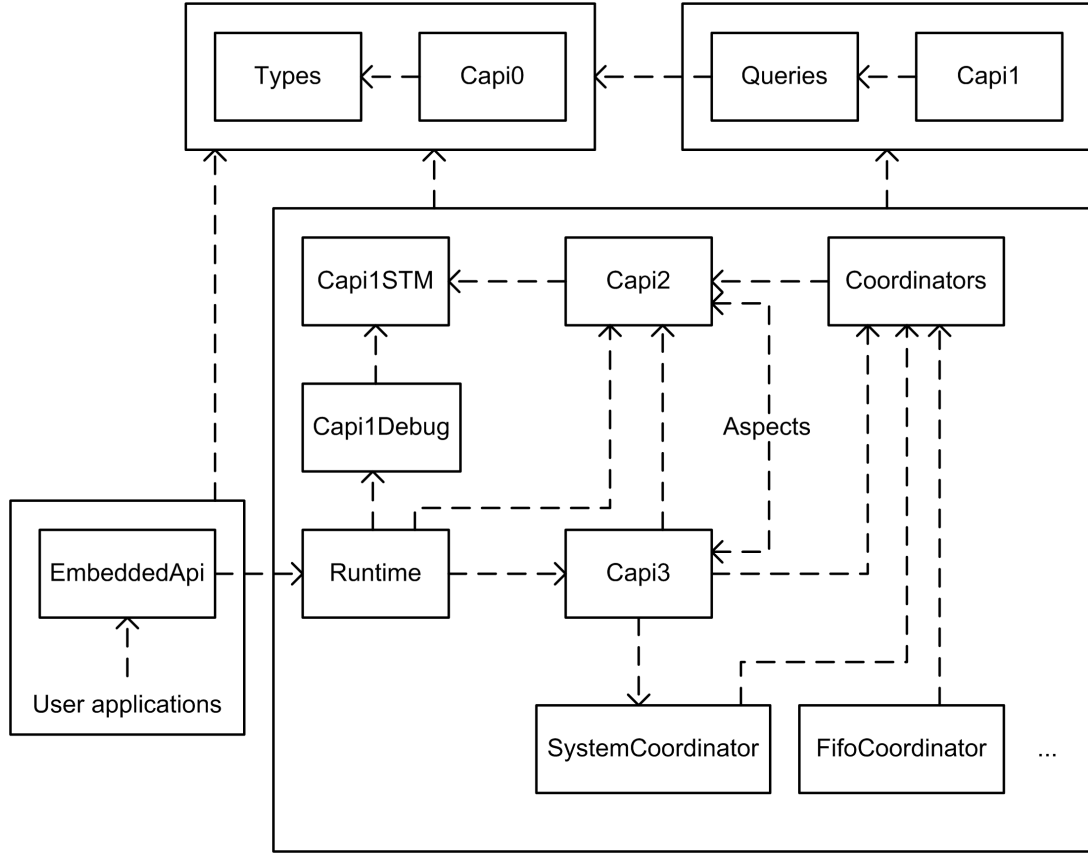 Types
Capi0
Queries
Capi1
Capi1STM
Capi2
Coordinators
Capi1Debug
Aspects
EmbeddedApi
Runtime
Capi3
User applications
SystemCoordinator
FifoCoordinator
...